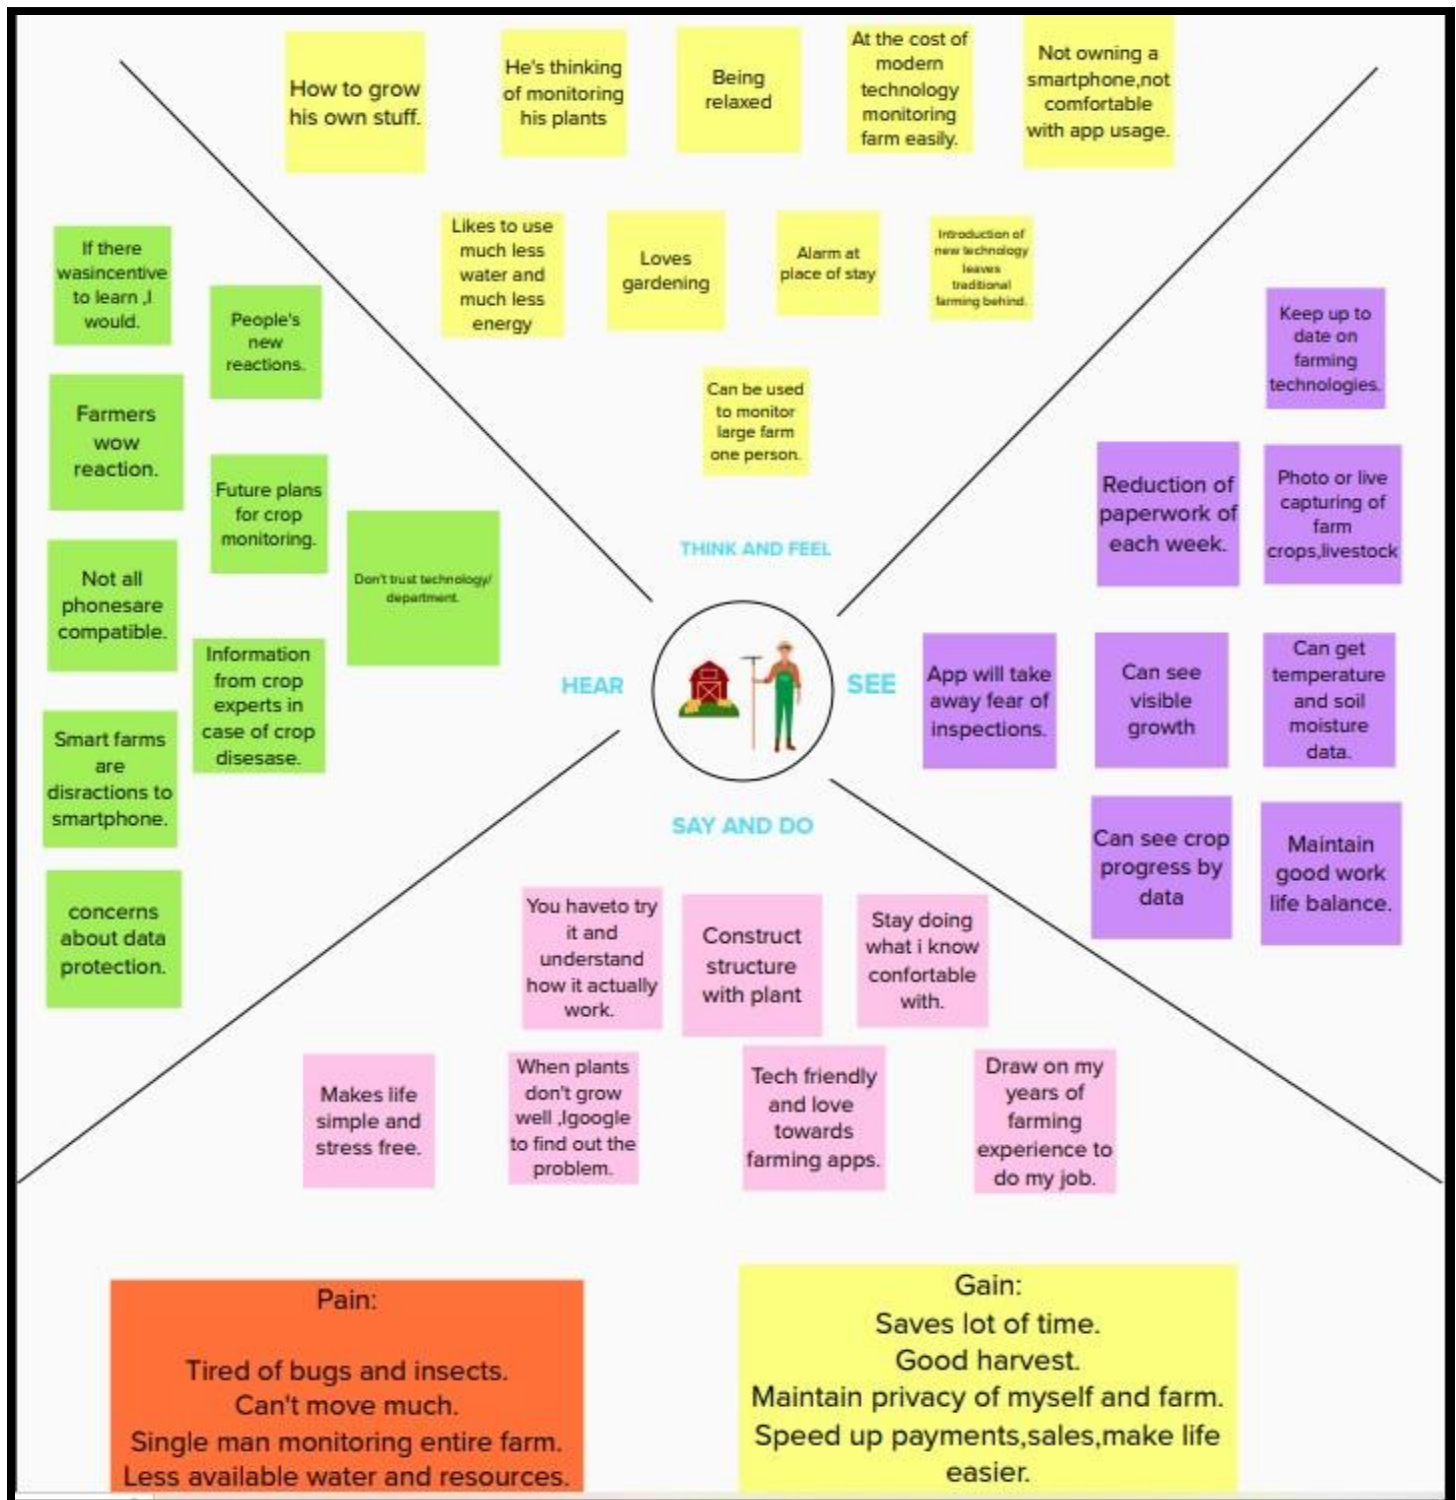 How to grow
his own stuff.
He's thinking
of monitoring
his plants
Being
relaxed
At the cost of
modern
technology
monitoring
farm easily.
Not owning a
smartphone,not
comfortable
with app usage.
Likes to use
much less
water and
much less
energy
Loves
gardening
Alarm at
place of stay
Introduction of
new technology
leaves
traditional
farming behind.
Can be used
to monitor
large farm
one person.
THINK AND FEEL
If there
wasincentive
to learn ,I
would.
People's
new
reactions.
Farmers
wow
reaction.
Future plans
for crop
monitoring.
Don't trust technology/
department.
Not all
phonesare
compatible.
Information
from crop
experts in
case of crop
disesase.
Smart farms
are
disractions to
smartphone.
concerns
about data
protection.
HEAR
SEE
Keep up to
date on
farming
technologies.
Reduction of
paperwork of
each week.
Photo or live
capturing of
farm
crops,livestock
App will take
away fear of
inspections.
Can see
visible
growth
Can get
temperature
and soil
moisture
data.
Can see crop
progress by
data
Maintain
good work
life balance.
SAY AND DO
You haveto try
it and
understand
how it actually
work.
Construct
structure
with plant
Stay doing
what i know
confortable
with.
Makes life
simple and
stress free.
When plants
don't grow
well ,Igoogle
to find out the
problem.
Tech friendly
and love
towards
farming apps.
Draw on my
years of
farming
experience to
do my job.
Pain:
Tired of bugs and insects.
Can't move much.
Single man monitoring entire farm.
Less available water and resources.
Gain:
Saves lot of time.
Good harvest.
Maintain privacy of myself and farm.
Speed up payments,sales,make life
easier.